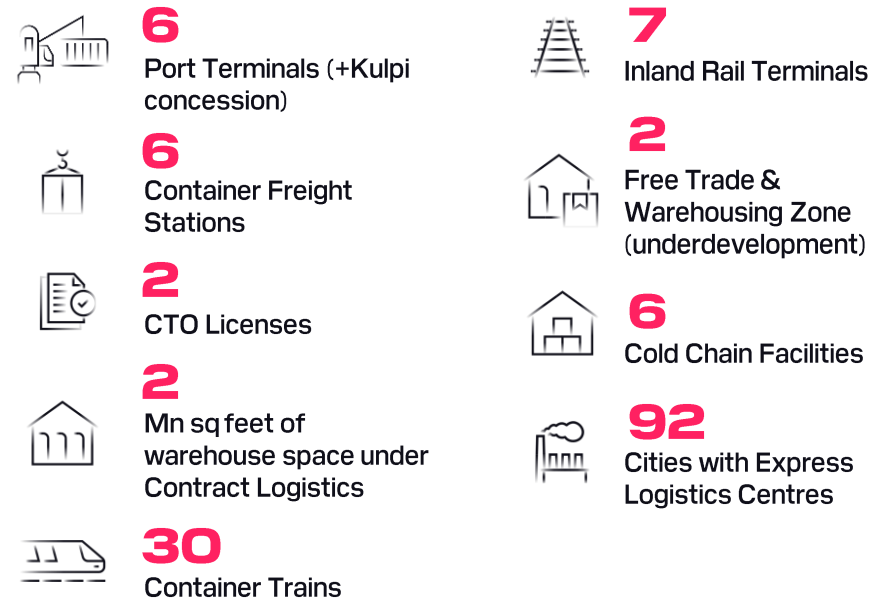 6
Port Terminals (+Kulpi
concession)
6
Container Freight
Stations
2
CTO Licenses
2
Mn sq feet of
warehouse space under
Contract Logistics
30
Container Trains
7
Inland Rail Terminals
2
Free Trade &
Warehousing Zone
(underdevelopment)
6
Cold Chain Facilities
92
Cities with Express
Logistics Centres